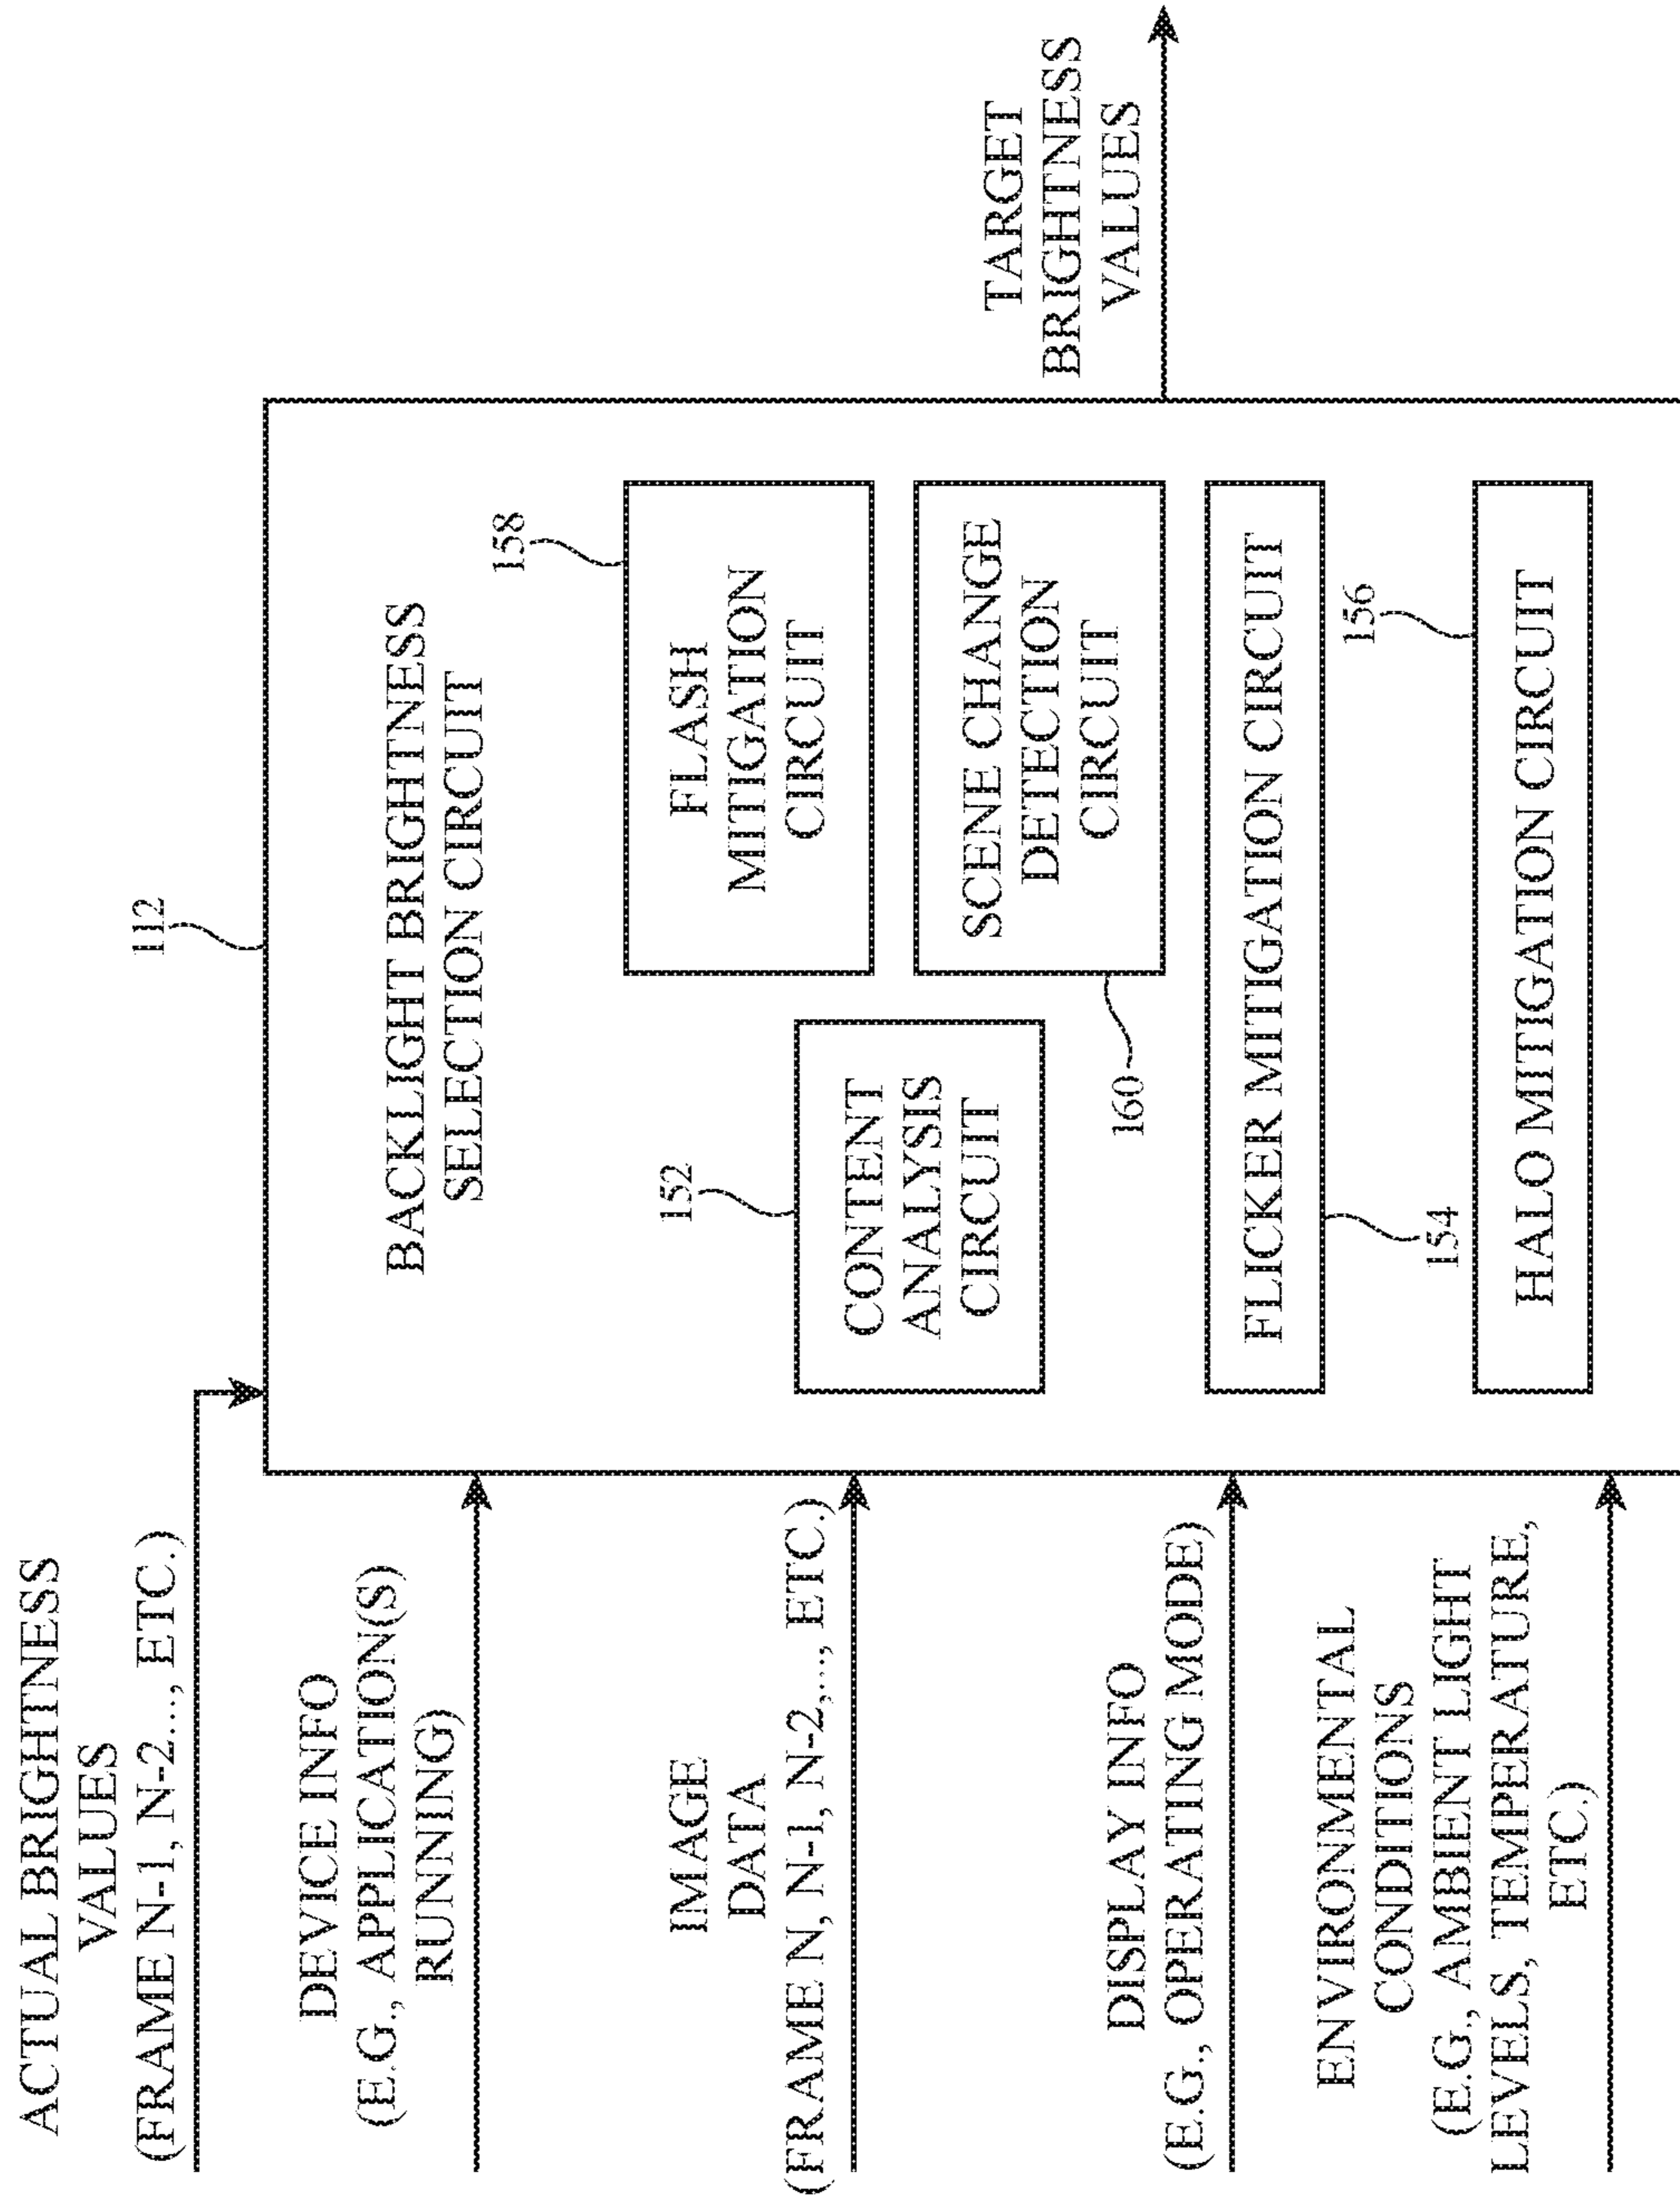 ACTUAL BRIGHTNESS
VALUES
(FRAME N-1, N-2..., ETC.)
DEVICE INFO
(E.G., APPLICATION(S)
RUNNING)
IMAGE
DATA
(FRAME N, N-1, N-2,..., ETC.)
DISPLAY INFO
(E.G., OPERATING MODE)
ENVIRONMENTAL
CONDITIONS
(E.G., AMBIENT LIGHT
LEVELS, TEMPERATURE,
ETC.)
112
BACKLIGHT BRIGHTNESS
SELECTION CIRCUIT
152
CONTENT
ANALYSIS
CIRCUIT
158
FLASH
MITIGATION
CIRCUIT
SCENE CHANGE
DETECTION
CIRCUIT
160
FLICKER MITIGATION CIRCUIT
154
156
HALO MITIGATION CIRCUIT
TARGET
BRIGHTNESS
VALUES